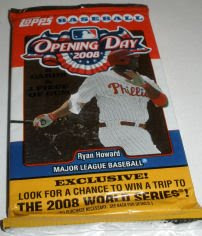 Topps BASEBALL
OPENING DAY
2008
Phillies
Ryan Howard
MAJOR LEAGUE BASEBALL®
EXCLUSIVE!
LOOK FOR A CHANCE TO WIN A TRIP TO
THE 2008 WORLD SERIES®!